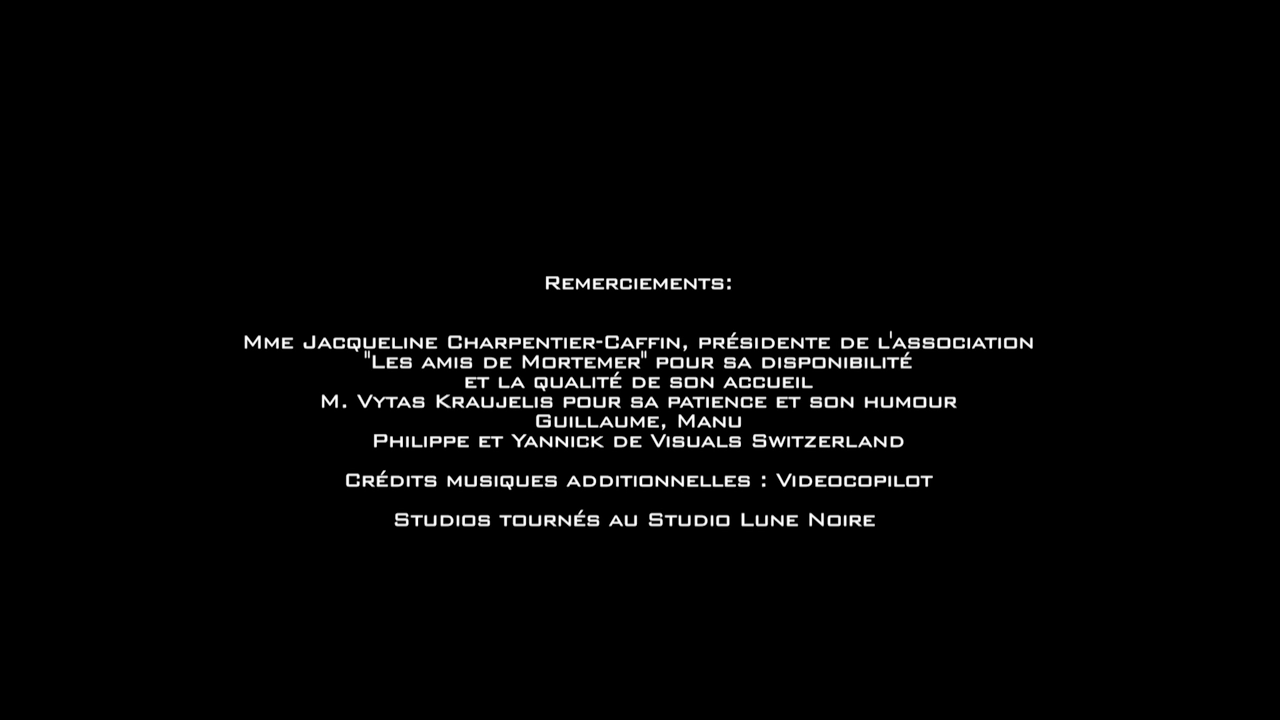 Remerciements:
Mme Jacqueline Charpentier-Caffin, présidente de l'association
"Les amis de Mortemer" pour sa disponibilité
et la qualité de son accueil
M. Vytas Kraujelis pour sa patience et son humour
Guillaume, Manu
Philippe et Yannick de Visuals Switzerland
Crédits musiques additionnelles : Videocopilot
Studios tournés au Studio Lune Noire